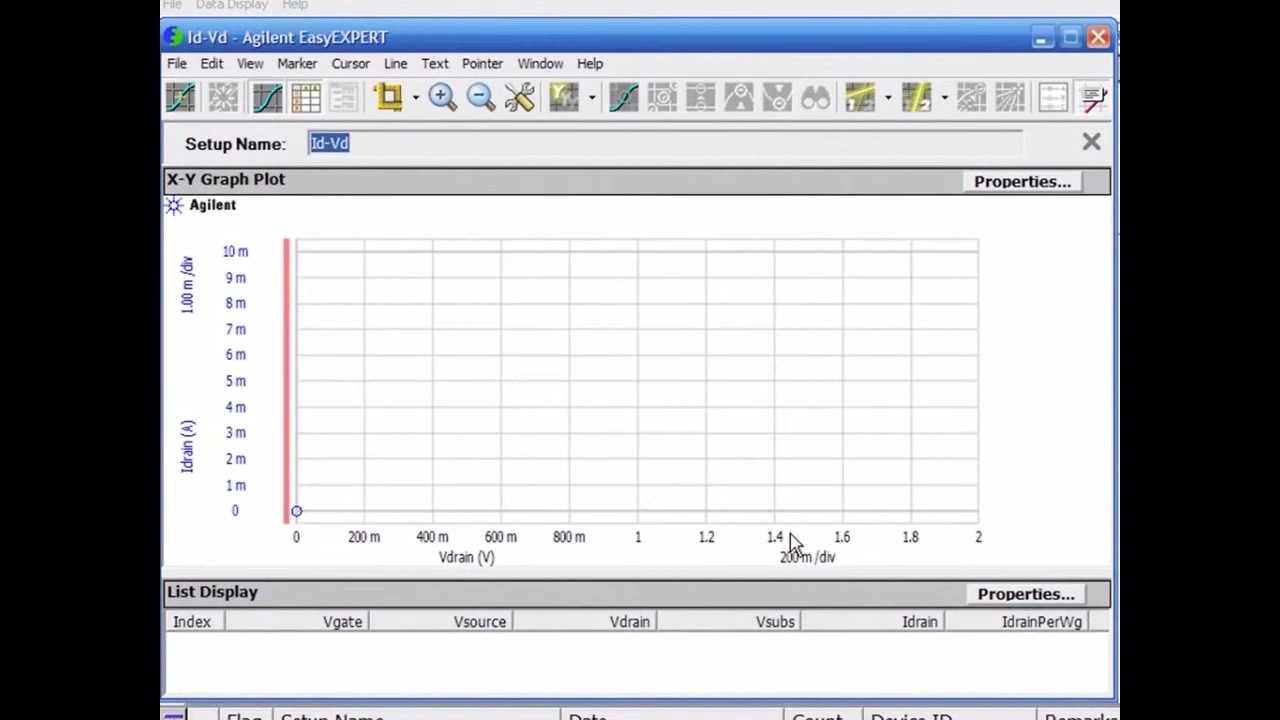 File Data Display Help
Id-Vd - Agilent EasyEXPERT
File Edit View Marker Cursor Line Text Pointer Window Help
Setup Name: Id-Vd
X-Y Graph Plot Properties...
Agilent
1.00 m /div
Idrain (A)
10 m
9 m
8 m
7 m
6 m
5 m
4 m
3 m
2 m
1 m
0
0 200 m 400 m 600 m 800 m 1 1.2 1.4 1.6 1.8 2
Vdrain (V) 200 m /div
List Display Properties...
Index Vgate Vsource Vdrain Vsubs Idrain IdrainPerWg
Flag Setup Name Date Count Device ID Remarks